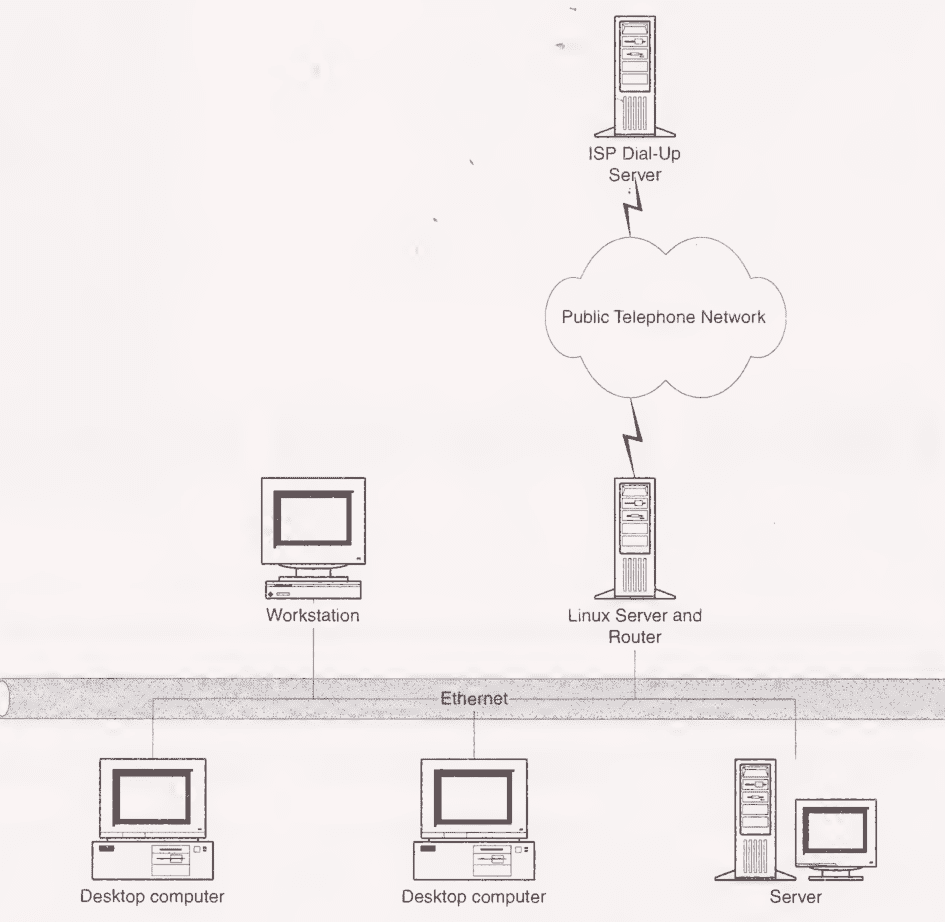 ISP Dial-Up
Server
Public Telephone Network
Workstation
Linux Server and
Router
Ethernet
Desktop computer
Desktop computer
Server